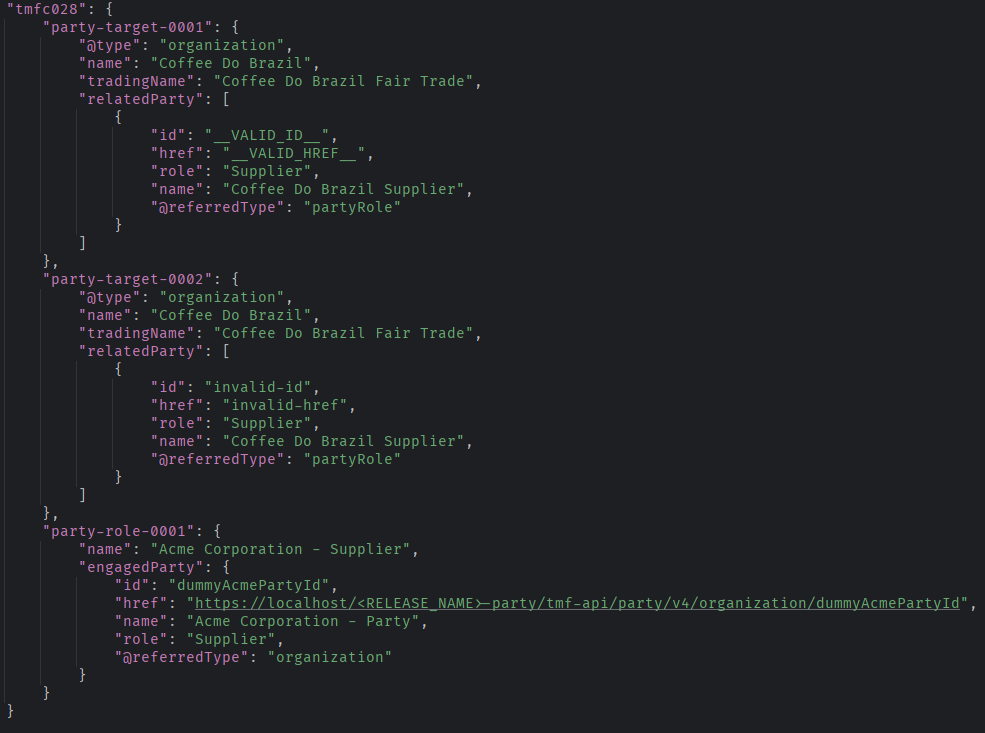 "tmfc028": {
    "party-target-0001": {
        "@type": "organization",
        "name": "Coffee Do Brazil",
        "tradingName": "Coffee Do Brazil Fair Trade",
        "relatedParty": [
            {
                "id": "__VALID_ID__",
                "href": "__VALID_HREF__",
                "role": "Supplier",
                "name": "Coffee Do Brazil Supplier",
                "@referredType": "partyRole"
            }
        ]
    },
    "party-target-0002": {
        "@type": "organization",
        "name": "Coffee Do Brazil",
        "tradingName": "Coffee Do Brazil Fair Trade",
        "relatedParty": [
            {
                "id": "invalid-id",
                "href": "invalid-href",
                "role": "Supplier",
                "name": "Coffee Do Brazil Supplier",
                "@referredType": "partyRole"
            }
        ]
    },
    "party-role-0001": {
        "name": "Acme Corporation - Supplier",
        "engagedParty": {
            "id": "dummyAcmePartyId",
            "href": "https://localhost/<RELEASE_NAME>-party/tmf-api/party/v4/organization/dummyAcmePartyId",
            "name": "Acme Corporation - Party",
            "role": "Supplier",
            "@referredType": "organization"
        }
    }
}